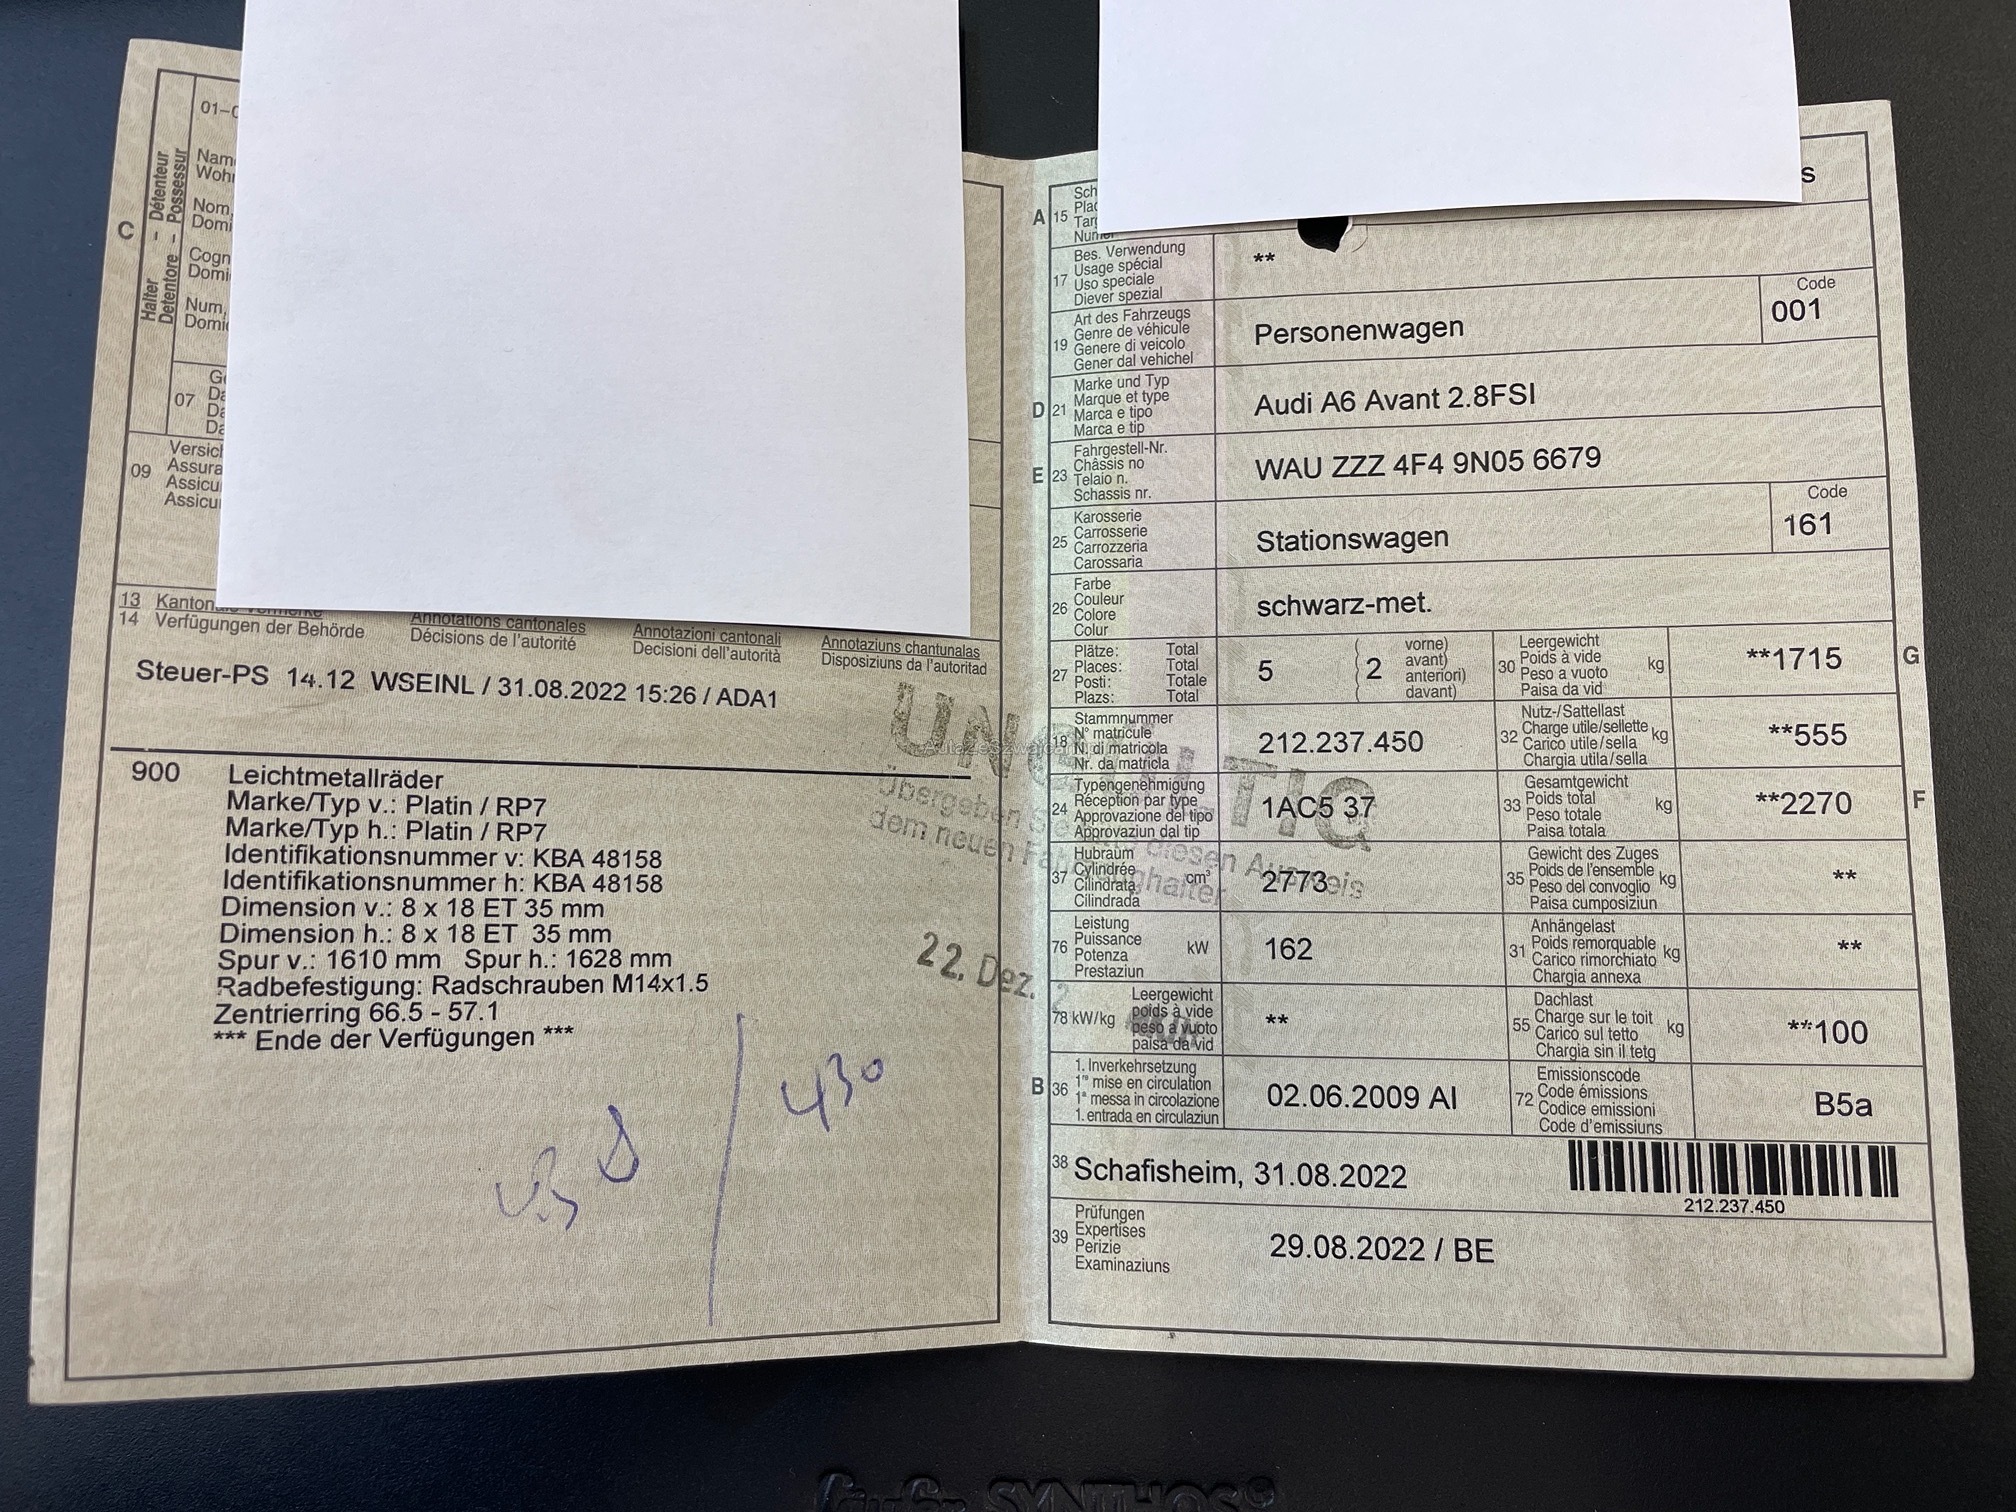 01-
C
Halter - Détenteur
Detentore - Possessur
Nom,
Cogn
Num,
07
09
13
14 Verfügungen der Behörde
Annotations cantonales
Décisions de l'autorité
Annotazioni cantonali
Decisioni dell'autorità
Annotaziuns chantunalas
Disposiziuns da l'autoritad
Steuer-PS 14.12 WSEINL / 31.08.2022 15:26 / ADA1
900 Leichtmetallräder
Marke/Typ v.: Platin / RP7
Marke/Typ h.: Platin / RP7
Identifikationsnummer v: KBA 48158
Identifikationsnummer h: KBA 48158
Dimension v.: 8 x 18 ET 35 mm
Dimension h.: 8 x 18 ET 35 mm
Spur v.: 1610 mm Spur h.: 1628 mm
Radbefestigung: Radschrauben M14x1.5
Zentrierring 66.5 - 57.1
*** Ende der Verfügungen ***
430
UNGÜLTIG
Übergeben Sie diesen Ausweis
dem neuen Fahrzeughalter
22. Dez. 2
A 15
s
17 Bes. Verwendung
Usage spécial
Uso speciale
Diever spezial
**
19 Art des Fahrzeugs
Genre de véhicule
Genere di veicolo
Gener dal vehichel
Personenwagen
Code
001
D 21 Marke und Typ
Marque et type
Marca e tipo
Marca e tip
Audi A6 Avant 2.8FSI
E 23 Fahrgestell-Nr.
Châssis no
Telaio n.
Schassis nr.
WAU ZZZ 4F4 9N05 6679
25 Karosserie
Carrosserie
Carrozzeria
Carossaria
Stationswagen
Code
161
26 Farbe
Couleur
Colore
Colur
schwarz-met.
27 Plätze: Total
Places: Total
Posti: Totale
Plazs: Total
5 ( 2 vorne)
avant)
anteriori)
davant)
30 Leergewicht
Poids à vide
Peso a vuoto
Paisa da vid
kg
**1715
G
18 Stammnummer
N° matricule
N. di matricola
Nr. da matricla
212.237.450
32 Nutz-/Sattellast
Charge utile/sellette
Carico utile/sella
Chargia utila/sella
kg
**555
24 Typengenehmigung
Réception par type
Approvazione del tipo
Approvaziun dal tip
1AC5 37
33 Gesamtgewicht
Poids total
Peso totale
Paisa totala
kg
**2270
F
37 Hubraum
Cylindrée
Cilindrata
Cilindrada
cm³
2773
35 Gewicht des Zuges
Poids de l'ensemble
Peso del convoglio
Paisa cumposiziun
kg
**
76 Leistung
Puissance
Potenza
Prestaziun
kW
162
31 Anhängelast
Poids remorquable
Carico rimorchiato
Chargia annexa
kg
**
78 kW/kg
Leergewicht
poids à vide
peso a vuoto
paisa da vid
**
55 Dachlast
Charge sur le toit
Carico sul tetto
Chargia sin il tetg
kg
**100
B 36 1. Inverkehrsetzung
1re mise en circulation
1a messa in circolazione
1. entrada en circulaziun
02.06.2009 AI
72 Emissionscode
Code émissions
Codice emissioni
Code d'emissiuns
B5a
38 Schafisheim, 31.08.2022
212.237.450
39 Prüfungen
Expertises
Perizie
Examinaziuns
29.08.2022 / BE
Läufer SYNTHOS